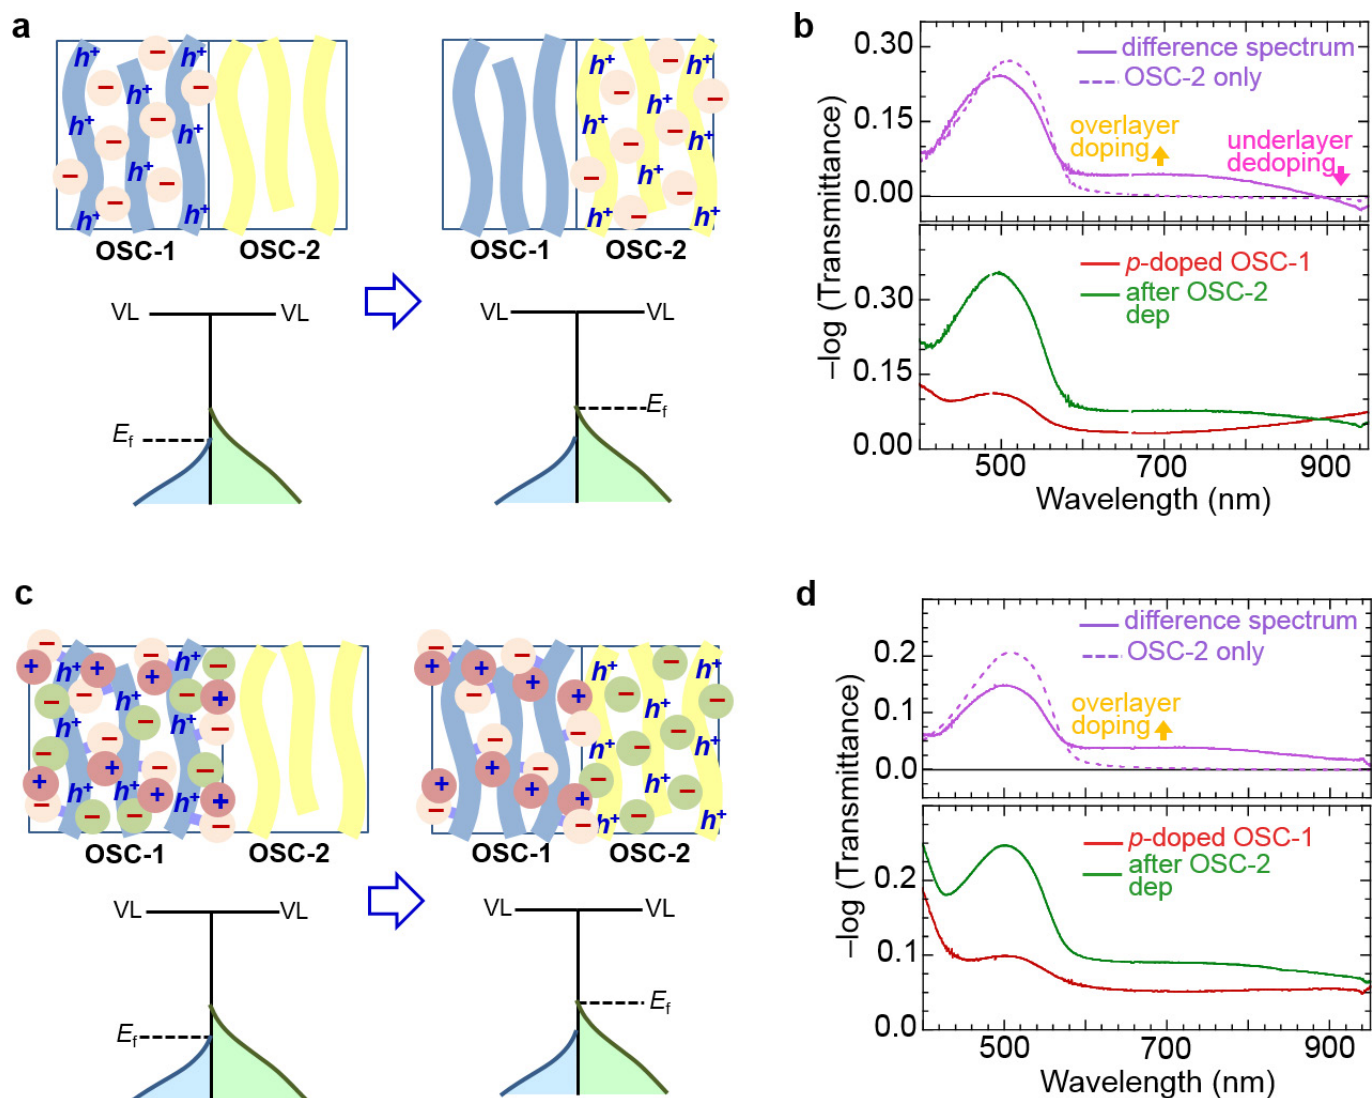 a
h+ h+ − h+ −
h+ −
h+ − h+
− h+ −
h+ − h+
OSC-1 OSC-2
VL VL
Ef
h+ − h+
− −
h+ h+ −
− −
h+ h+
− −
h+ − h+
OSC-1 OSC-2
VL VL
Ef
b
0.30
0.15
0.00
difference spectrum
OSC-2 only
overlayer
doping
underlayer
dedoping
0.30
0.15
0.00
p-doped OSC-1
after OSC-2
dep
−log (Transmittance)
500 700 900
Wavelength (nm)
c
− − h+ −
+ h+ + +
− − h+ − +
h+ − −
− + − −
+ h+ h+ + h+ +
− − − −
OSC-1 OSC-2
VL VL
Ef
− − h+ −
+ + +
− + − −
− h+ h+
− + −
+ + − h+
− + + −
− h+ − h+
OSC-1 OSC-2
VL VL
Ef
d
0.2
0.1
0.0
difference spectrum
OSC-2 only
overlayer
doping
0.2
0.1
0.0
p-doped OSC-1
after OSC-2
dep
−log (Transmittance)
500 700 900
Wavelength (nm)